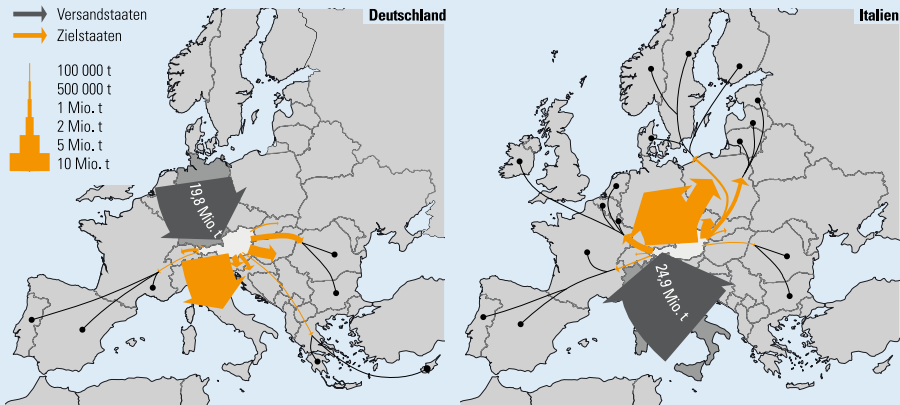 Versandstaaten
Zielstaaten
100 000 t
500 000 t
1 Mio. t
2 Mio. t
5 Mio. t
10 Mio. t
Deutschland
19,8 Mio. t
Italien
24,9 Mio. t